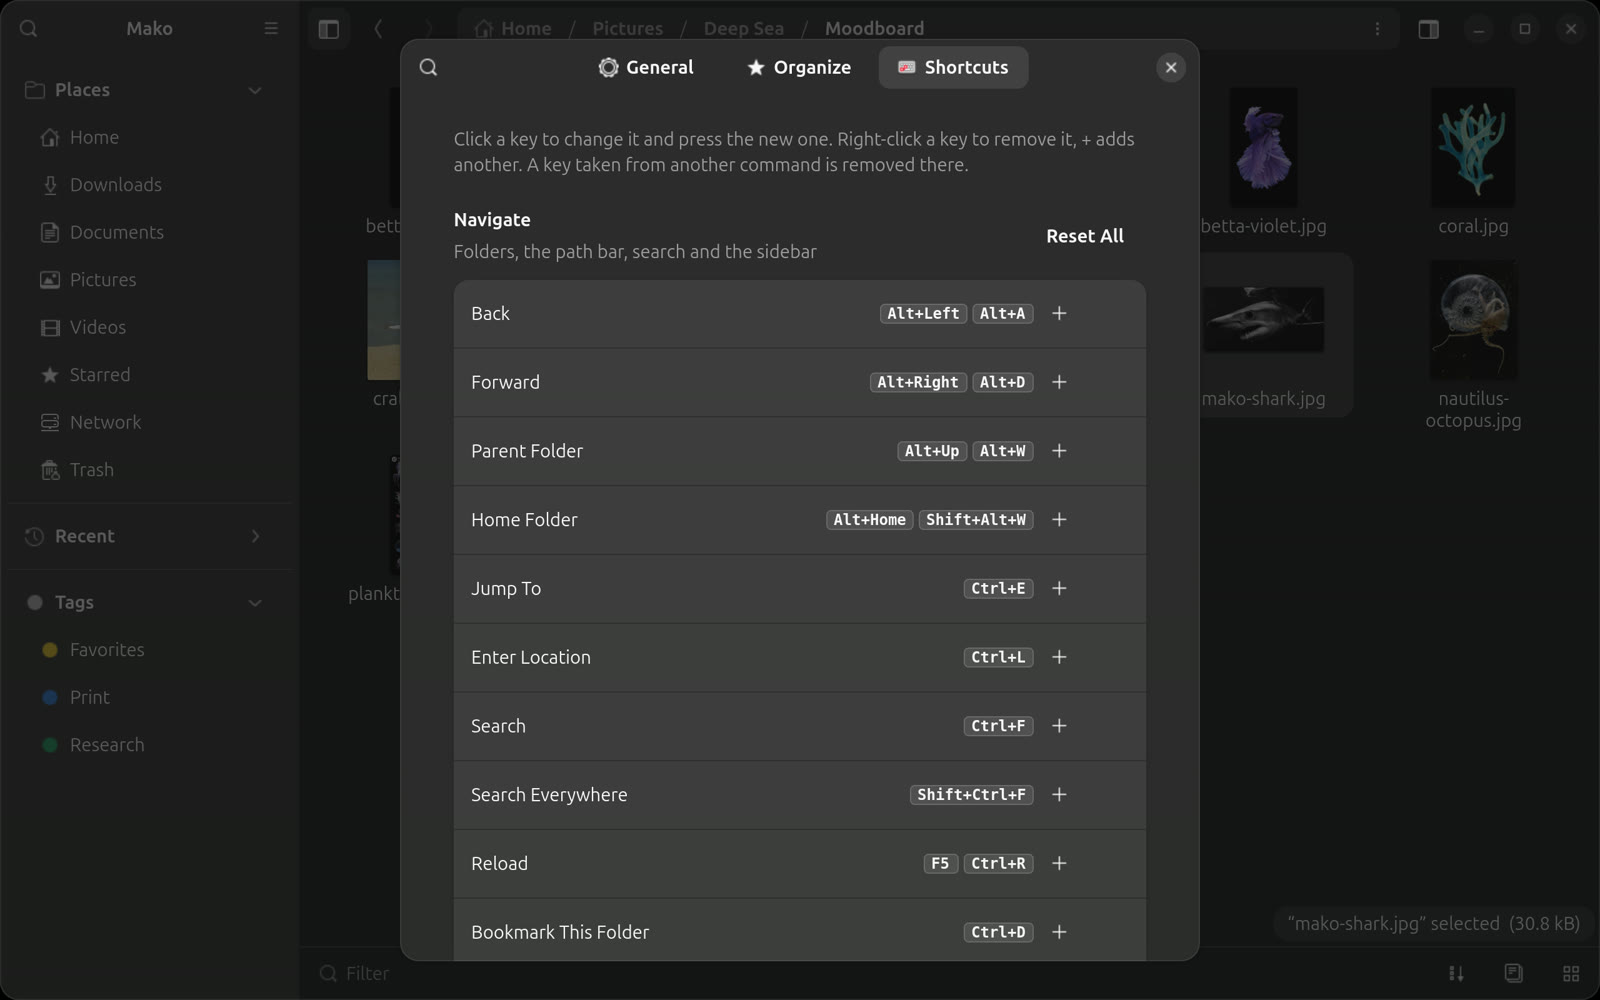 Mako
Home / Pictures / Deep Sea / Moodboard
Places
Home
Downloads
Documents
Pictures
Videos
Starred
Network
Trash
Recent
Tags
Favorites
Print
Research
General
Organize
Shortcuts
Click a key to change it and press the new one. Right-click a key to remove it, + adds
another. A key taken from another command is removed there.
Navigate
Folders, the path bar, search and the sidebar
Reset All
Back Alt+Left Alt+A +
Forward Alt+Right Alt+D +
Parent Folder Alt+Up Alt+W +
Home Folder Alt+Home Shift+Alt+W +
Jump To Ctrl+E +
Enter Location Ctrl+L +
Search Ctrl+F +
Search Everywhere Shift+Ctrl+F +
Reload F5 Ctrl+R +
Bookmark This Folder Ctrl+D +
betta-violet.jpg
coral.jpg
mako-shark.jpg
nautilus-
octopus.jpg
“mako-shark.jpg” selected (30.8 kB)
Filter